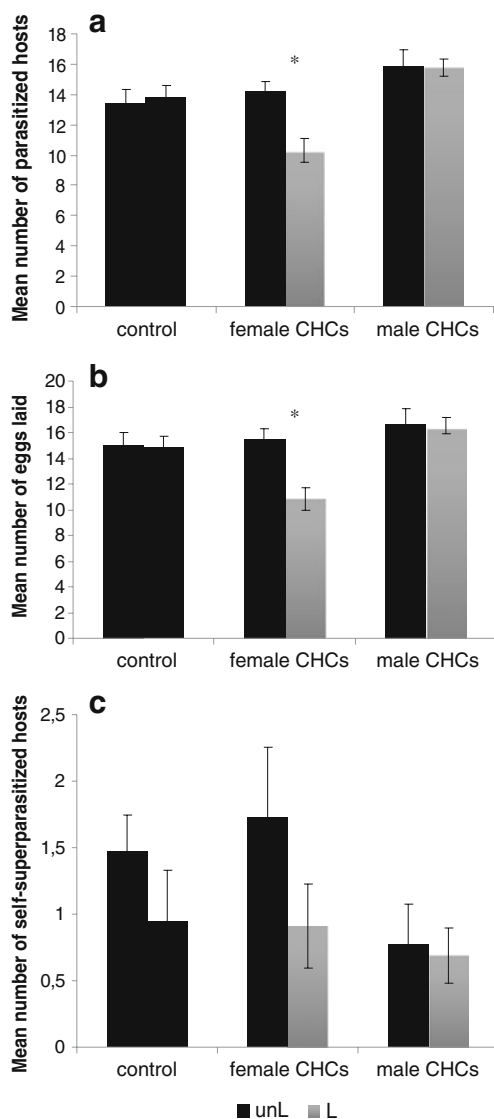 a
Mean number of parasitized hosts
18
16
14
12
10
8
6
4
2
0
*
control female CHCs male CHCs
b
Mean number of eggs laid
20
18
16
14
12
10
8
6
4
2
0
*
control female CHCs male CHCs
c
Mean number of self-superparasitized hosts
2,5
2
1,5
1
0,5
0
control female CHCs male CHCs
unL L